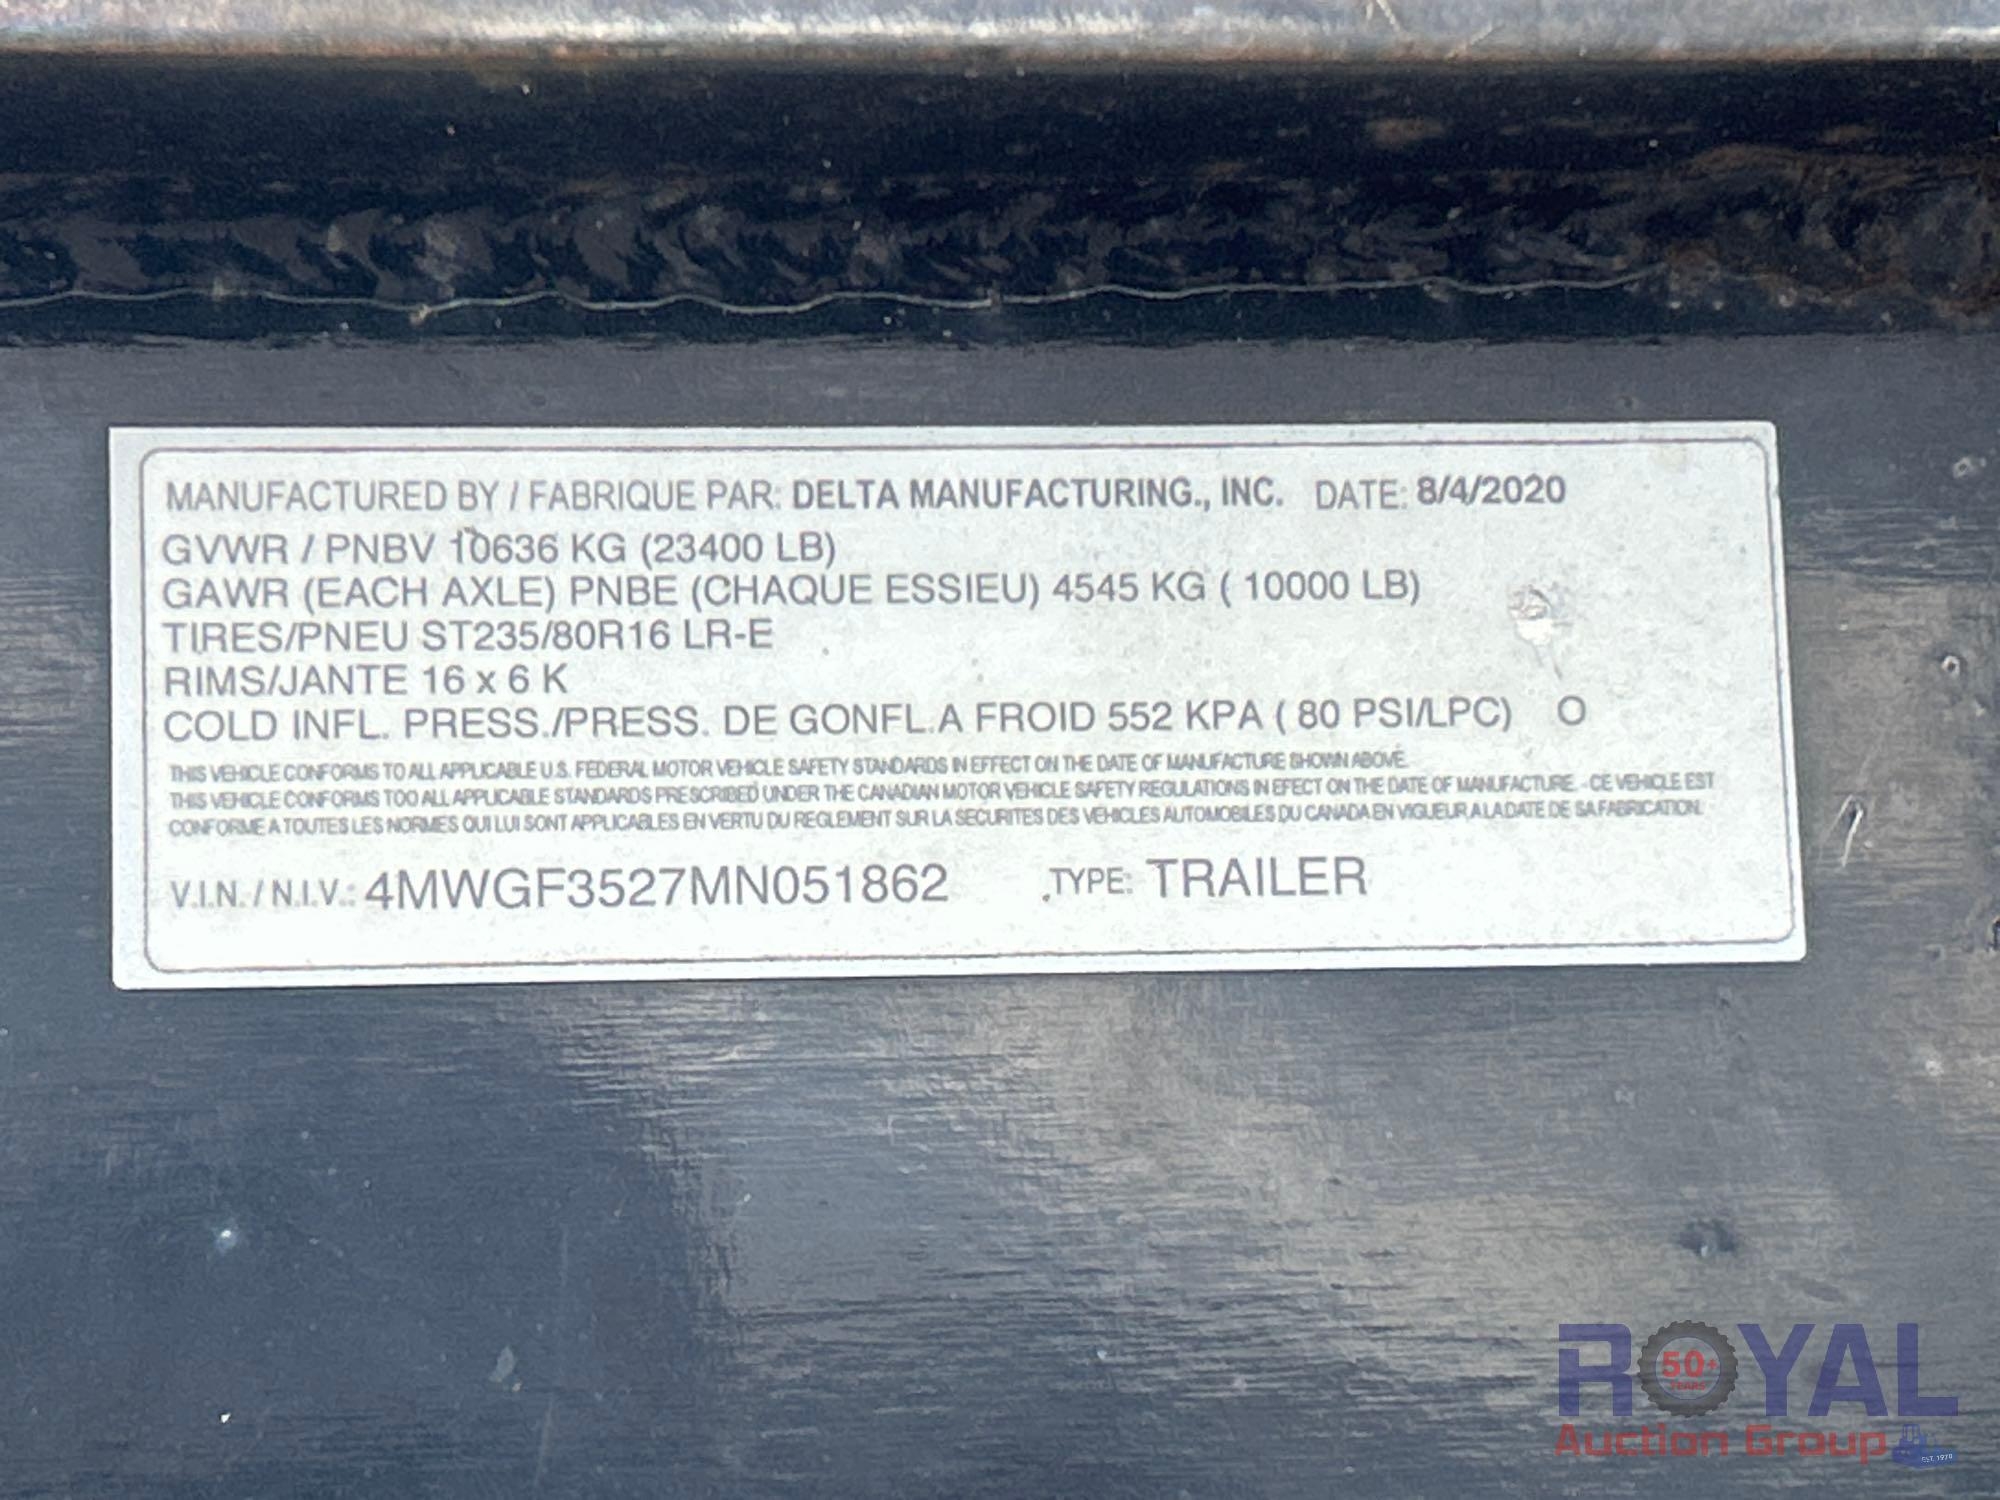 MANUFACTURED BY / FABRIQUE PAR: DELTA MANUFACTURING., INC. DATE: 8/4/2020
GVWR / PNBV 10636 KG (23400 LB)
GAWR (EACH AXLE) PNBE (CHAQUE ESSIEU) 4545 KG ( 10000 LB)
TIRES/PNEU ST235/80R16 LR-E
RIMS/JANTE 16 x 6 K
COLD INFL. PRESS./PRESS. DE GONFL.A FROID 552 KPA ( 80 PSI/LPC) O
THIS VEHICLE CONFORMS TO ALL APPLICABLE U.S. FEDERAL MOTOR VEHICLE SAFETY STANDARDS IN EFFECT ON THE DATE OF MANUFACTURE SHOWN ABOVE.
THIS VEHICLE CONFORMS TOO ALL APPLICABLE STANDARDS PRESCRIBED UNDER THE CANADIAN MOTOR VEHICLE SAFETY REGULATIONS IN EFECT ON THE DATE OF MANUFACTURE. - CE VEHICLE EST
CONFORME A TOUTES LES NORMES QUI LUI SONT APPLICABLES EN VERTU DU REGLEMENT SUR LA SECURITES DES VEHICLES AUTOMOBILES DU CANADA EN VIGUEUR A LA DATE DE SA FABRICATION.
V.I.N. / N.I.V.: 4MWGF3527MN051862 TYPE: TRAILER
ROYAL
50+
YEARS
Auction Group
EST. 1970